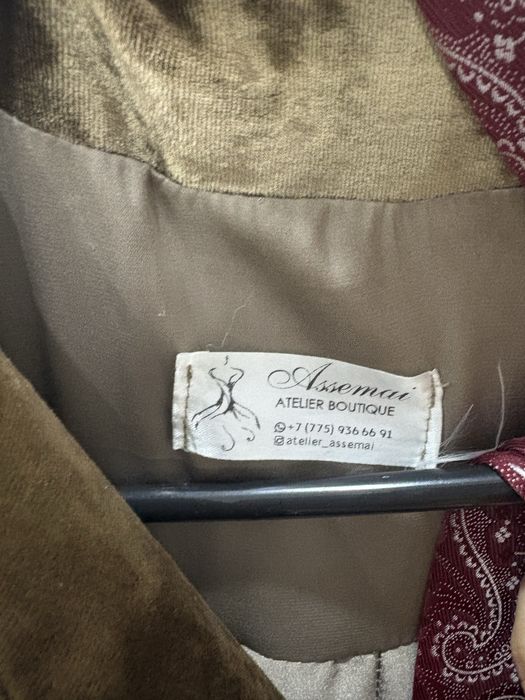 Assemai
ATELIER BOUTIQUE
+7 (775) 936 66 91
atelier_assemai